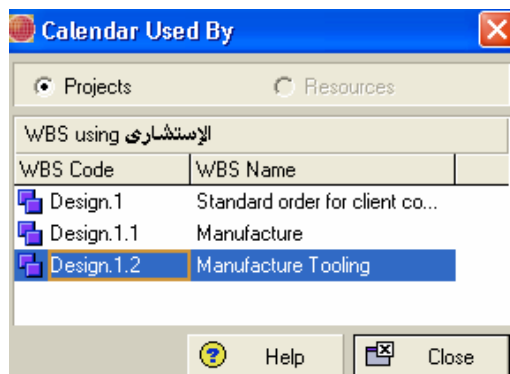 Calendar Used By
Projects Resources
WBS using الإستشارى
WBS Code WBS Name
Design.1 Standard order for client co...
Design.1.1 Manufacture
Design.1.2 Manufacture Tooling
Help Close